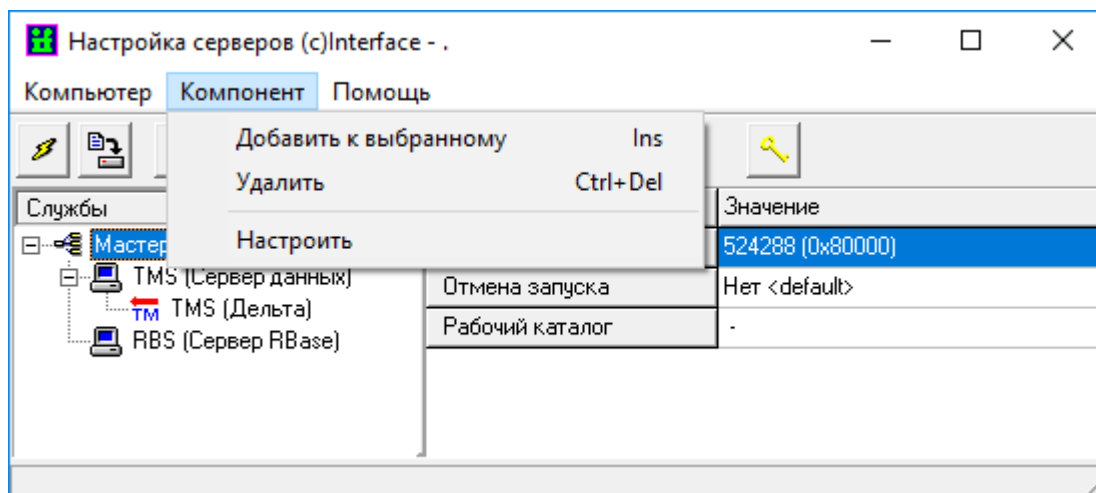 Настройка серверов (c)Interface - .
Компьютер Компонент Помощь
Добавить к выбранному Ins
Удалить Ctrl+Del
Настроить
Службы Значение
524288 (0x80000)
TMS (Сервер данных) Отмена запуска Нет <default>
TM TMS (Дельта) Рабочий каталог -
RBS (Сервер RBase)